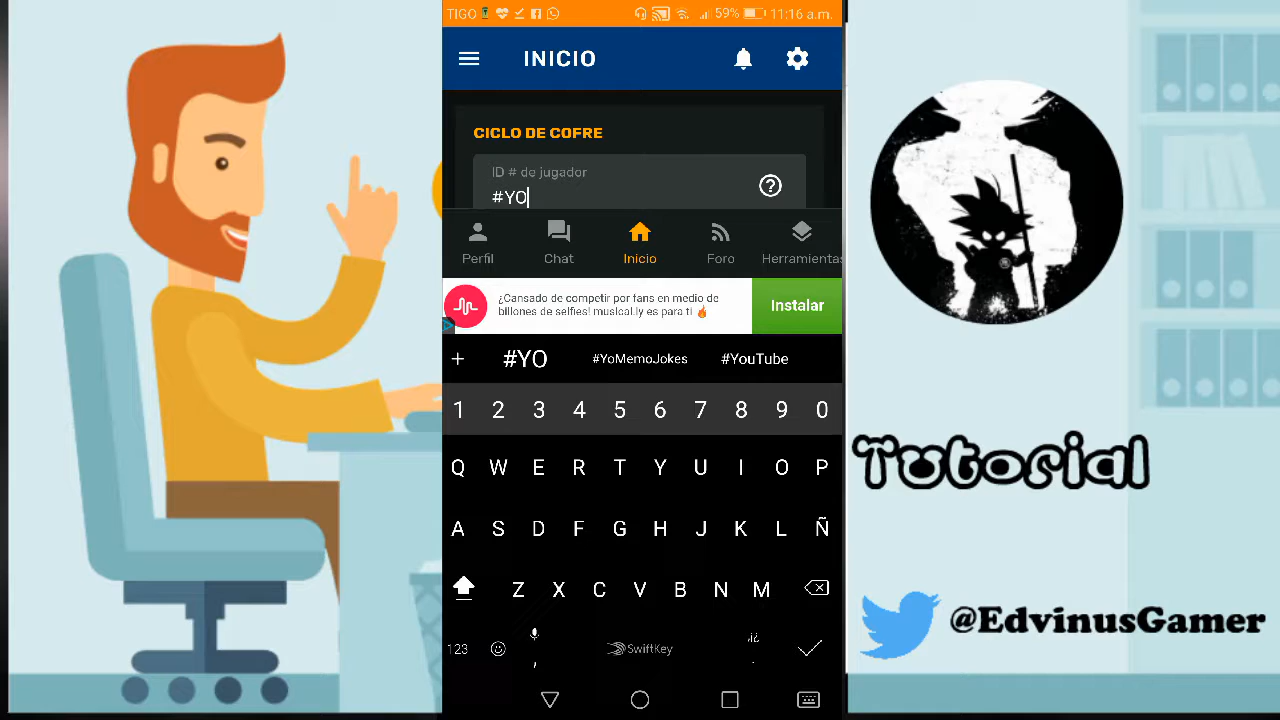 TIGO 59% 11:16 a.m.
INICIO
CICLO DE COFRE
ID # de jugador
#YO
Perfil Chat Inicio Foro Herramientas
¿Cansado de competir por fans en medio de
billones de selfies! musical.ly es para ti 🔥
Instalar
+ #YO #YoMemoJokes #YouTube
1 2 3 4 5 6 7 8 9 0
Q W E R T Y U I O P
A S D F G H J K L Ñ
Z X C V B N M
123 , SwiftKey ¡¿ .
Tutorial
@EdvinusGamer